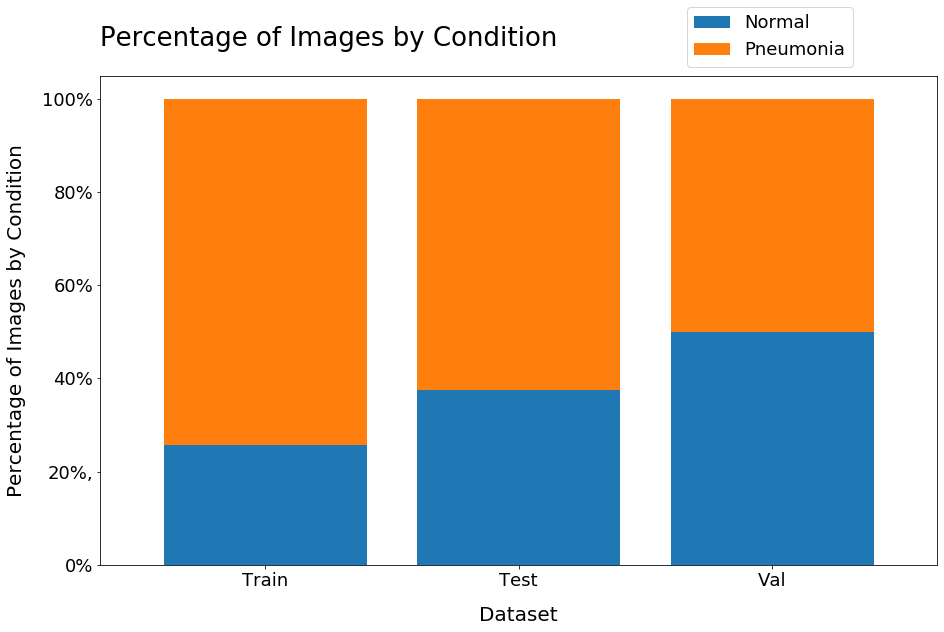 Percentage of Images by Condition
Normal
Pneumonia
Percentage of Images by Condition
100%
80%
60%
40%
20%,
0%
Train Test Val
Dataset